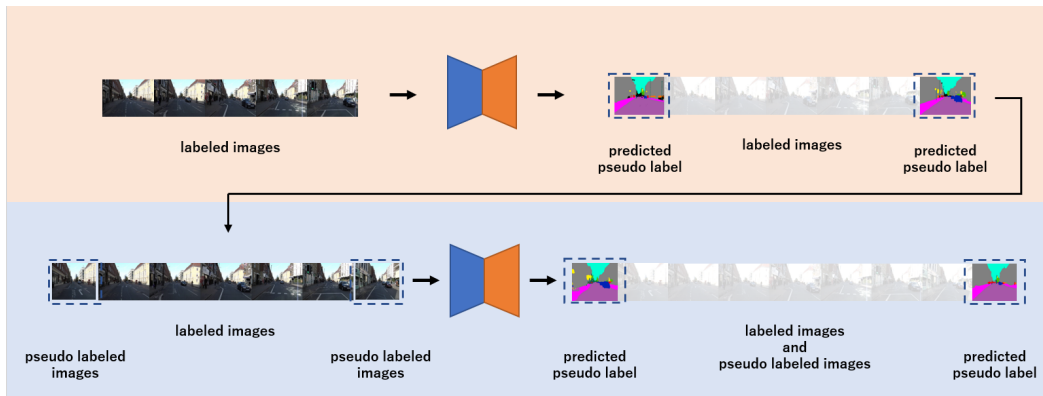 labeled images
predicted
pseudo label
labeled images
predicted
pseudo label
labeled images
pseudo labeled
images
pseudo labeled
images
predicted
pseudo label
labeled images
and
pseudo labeled images
predicted
pseudo label